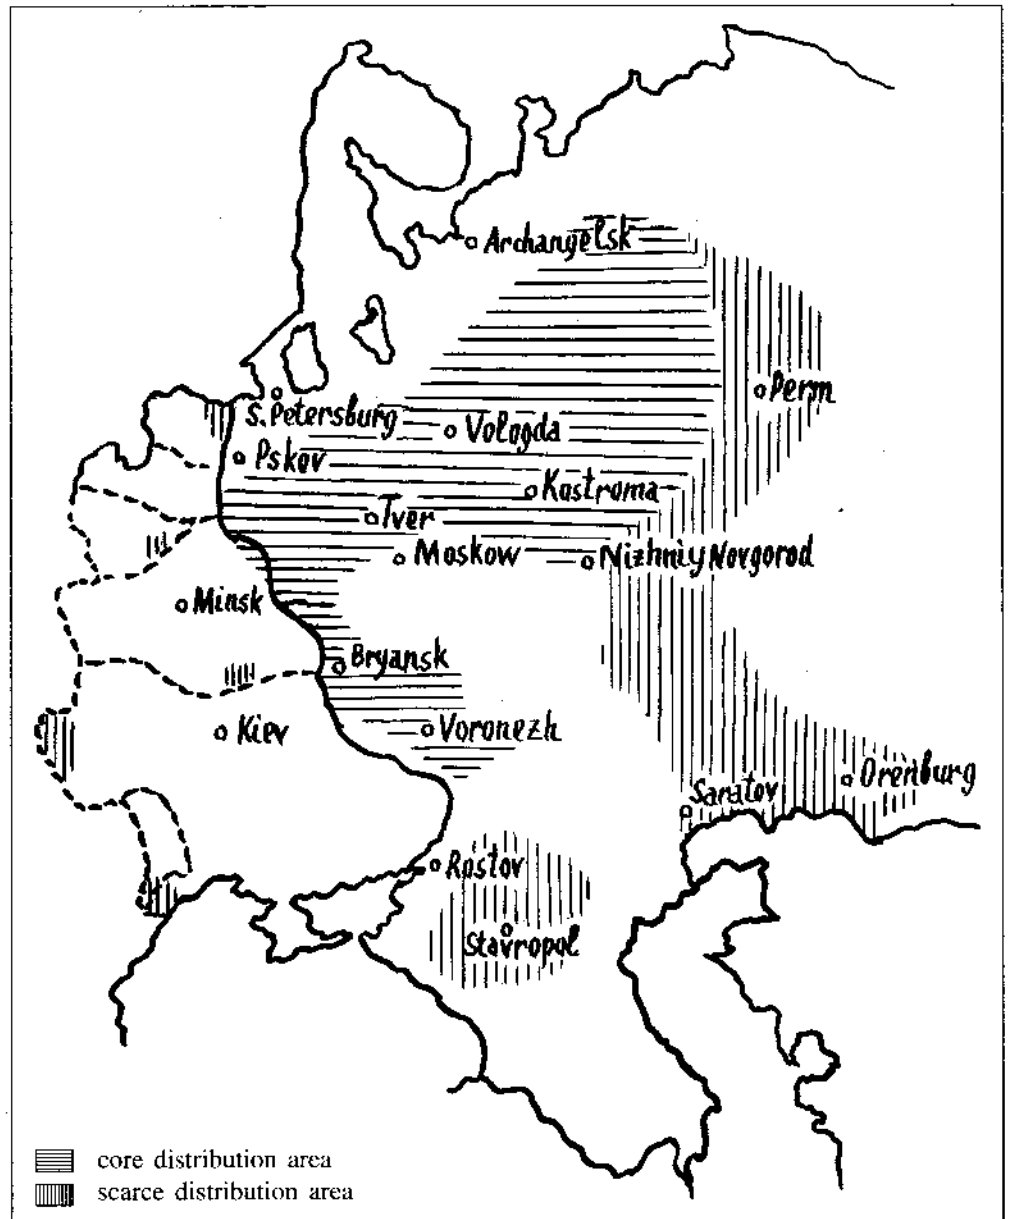 Archangelsk
Perm
S. Petersburg
Vologda
Pskov
Kostroma
Tver
Moskow
Nizhniy Novgorod
Minsk
Bryansk
Kiev
Voronezh
Orenburg
Saratov
Rostov
Stavropol
core distribution area
scarce distribution area